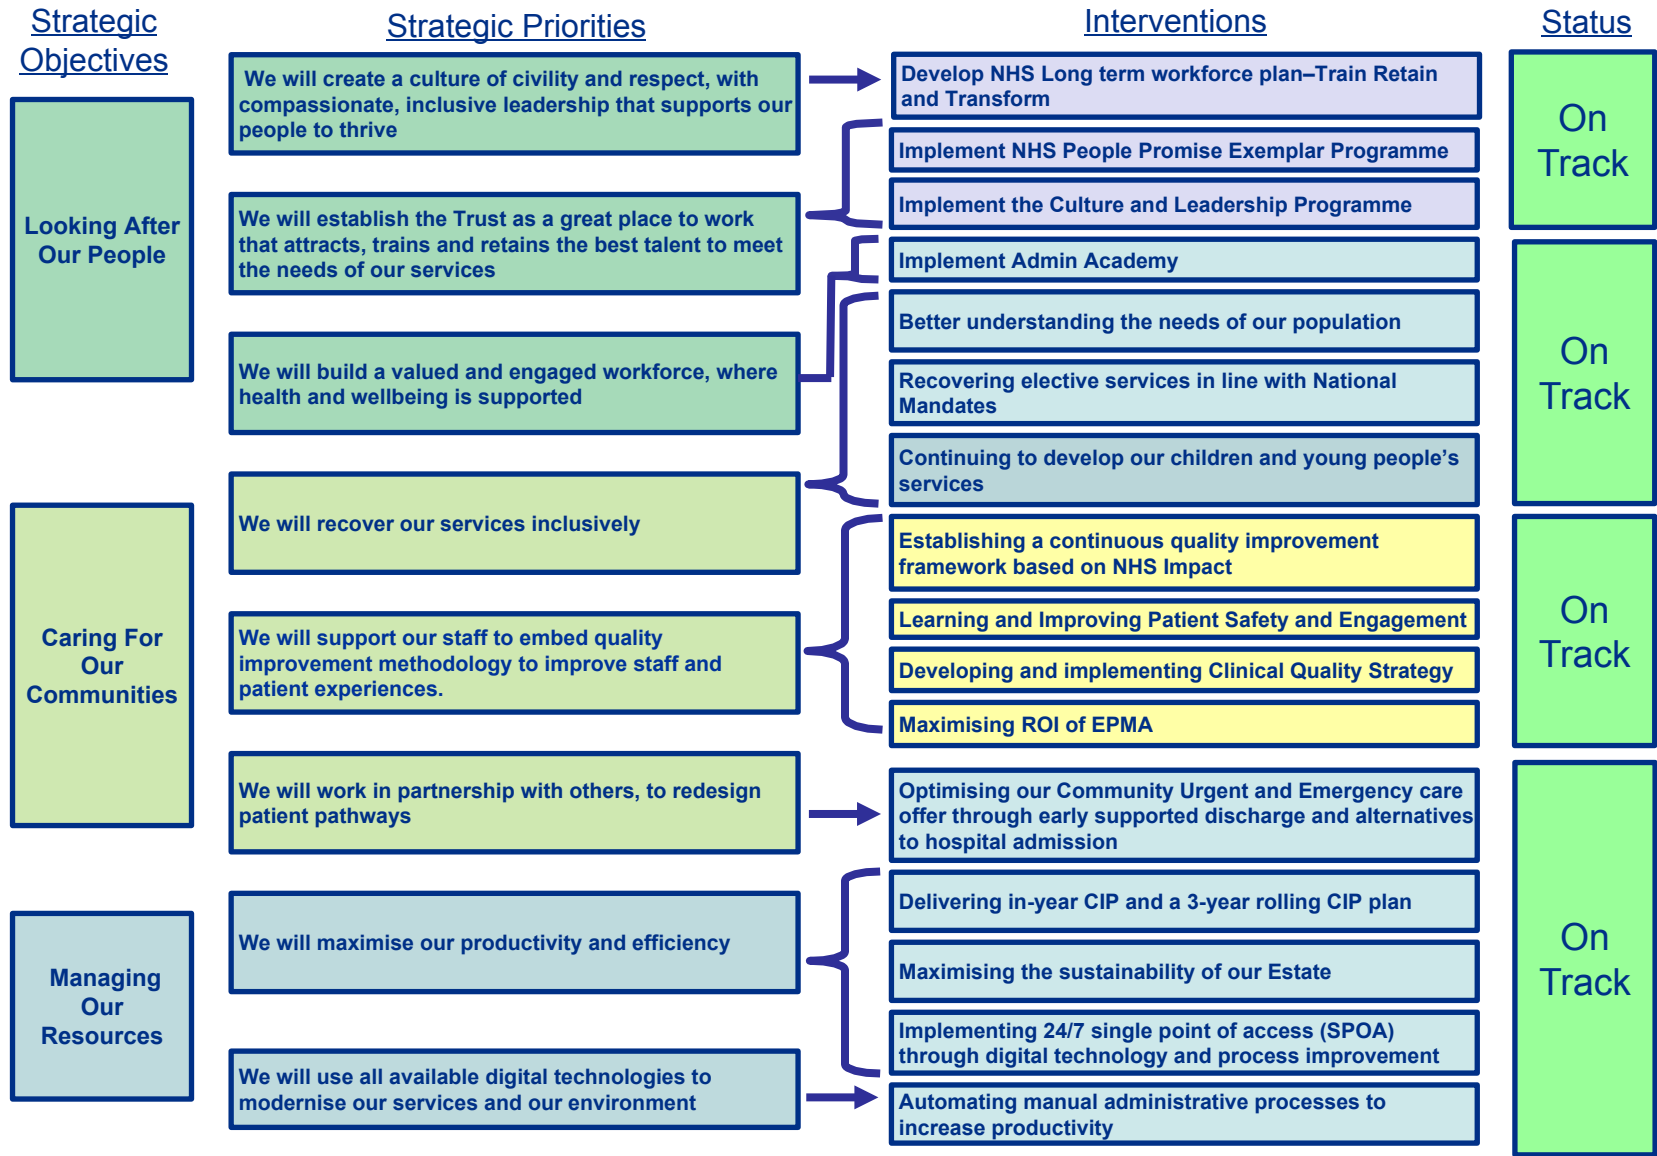 Strategic
Objectives
Strategic Priorities
Interventions
Status
Looking After
Our People
Caring For
Our
Communities
Managing
Our
Resources
We will create a culture of civility and respect, with
compassionate, inclusive leadership that supports our
people to thrive
We will establish the Trust as a great place to work
that attracts, trains and retains the best talent to meet
the needs of our services
We will build a valued and engaged workforce, where
health and wellbeing is supported
We will recover our services inclusively
We will support our staff to embed quality
improvement methodology to improve staff and
patient experiences.
We will work in partnership with others, to redesign
patient pathways
We will maximise our productivity and efficiency
We will use all available digital technologies to
modernise our services and our environment
Develop NHS Long term workforce plan–Train Retain
and Transform
Implement NHS People Promise Exemplar Programme
Implement the Culture and Leadership Programme
Implement Admin Academy
Better understanding the needs of our population
Recovering elective services in line with National
Mandates
Continuing to develop our children and young people’s
services
Establishing a continuous quality improvement
framework based on NHS Impact
Learning and Improving Patient Safety and Engagement
Developing and implementing Clinical Quality Strategy
Maximising ROI of EPMA
Optimising our Community Urgent and Emergency care
offer through early supported discharge and alternatives
to hospital admission
Delivering in-year CIP and a 3-year rolling CIP plan
Maximising the sustainability of our Estate
Implementing 24/7 single point of access (SPOA)
through digital technology and process improvement
Automating manual administrative processes to
increase productivity
On
Track
On
Track
On
Track
On
Track